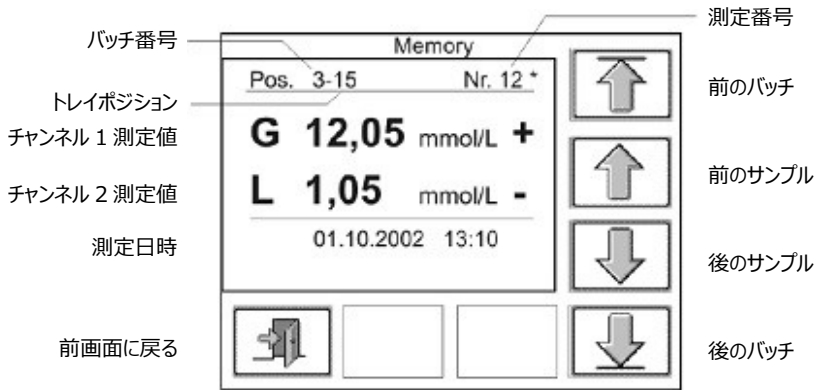 測定番号
バッチ番号
Memory
Pos. 3-15 Nr. 12 *
前のバッチ
トレイポジション
チャンネル 1 測定値
G 12,05 mmol/L +
前のサンプル
チャンネル 2 測定値
L 1,05 mmol/L -
測定日時
01.10.2002 13:10
後のサンプル
前画面に戻る
後のバッチ